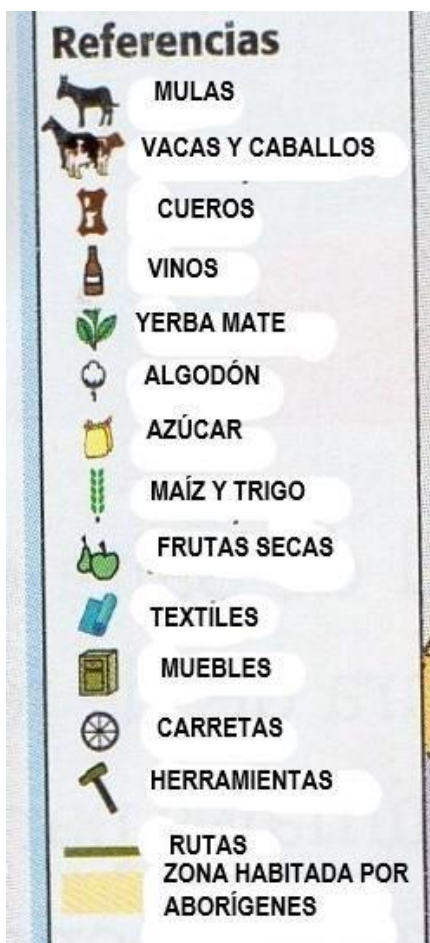 Referencias
MULAS
VACAS Y CABALLOS
CUEROS
VINOS
YERBA MATE
ALGODÓN
AZÚCAR
MAÍZ Y TRIGO
FRUTAS SECAS
TEXTILES
MUEBLES
CARRETAS
HERRAMIENTAS
RUTAS
ZONA HABITADA POR
ABORÍGENES